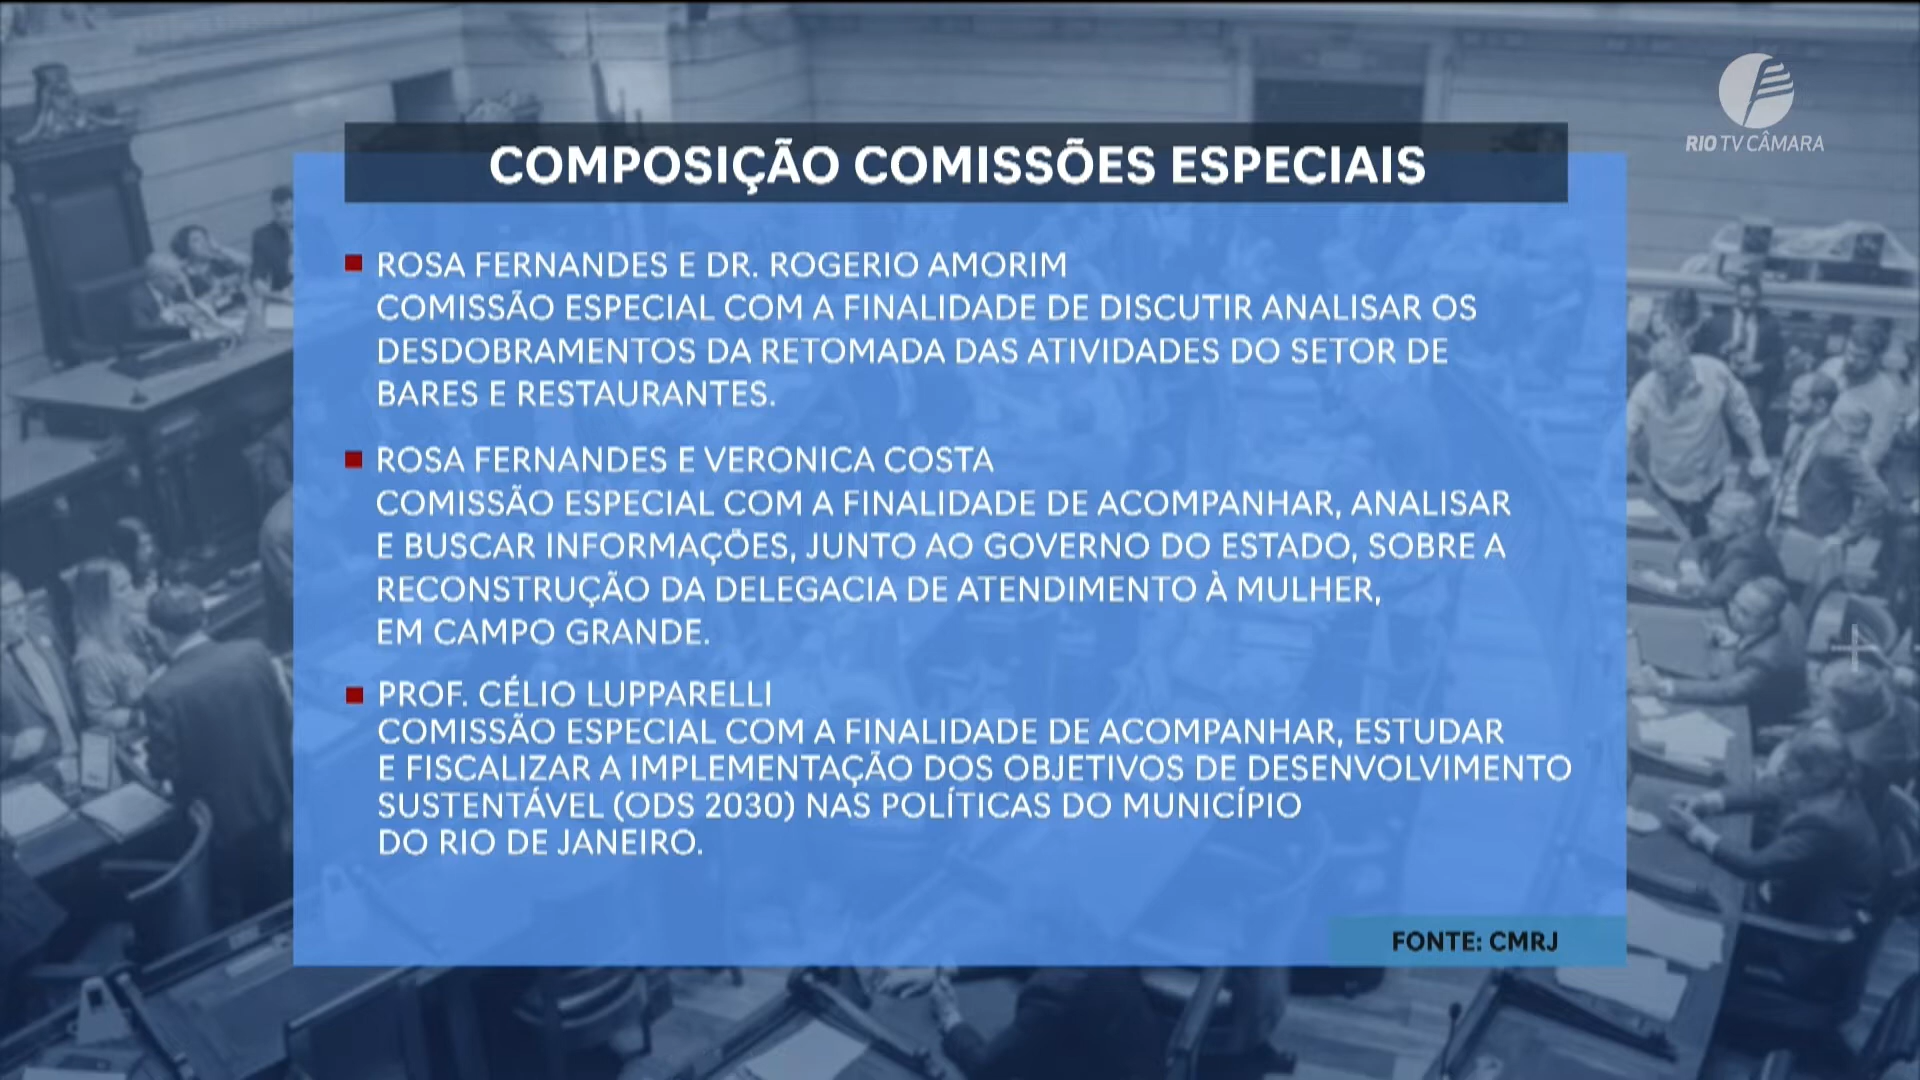 RIO TV CÂMARA
COMPOSIÇÃO COMISSÕES ESPECIAIS
ROSA FERNANDES E DR. ROGERIO AMORIM
COMISSÃO ESPECIAL COM A FINALIDADE DE DISCUTIR ANALISAR OS
DESDOBRAMENTOS DA RETOMADA DAS ATIVIDADES DO SETOR DE
BARES E RESTAURANTES.
ROSA FERNANDES E VERONICA COSTA
COMISSÃO ESPECIAL COM A FINALIDADE DE ACOMPANHAR, ANALISAR
E BUSCAR INFORMAÇÕES, JUNTO AO GOVERNO DO ESTADO, SOBRE A
RECONSTRUÇÃO DA DELEGACIA DE ATENDIMENTO À MULHER,
EM CAMPO GRANDE.
PROF. CÉLIO LUPPARELLI
COMISSÃO ESPECIAL COM A FINALIDADE DE ACOMPANHAR, ESTUDAR
E FISCALIZAR A IMPLEMENTAÇÃO DOS OBJETIVOS DE DESENVOLVIMENTO
SUSTENTÁVEL (ODS 2030) NAS POLÍTICAS DO MUNICÍPIO
DO RIO DE JANEIRO.
FONTE: CMRJ